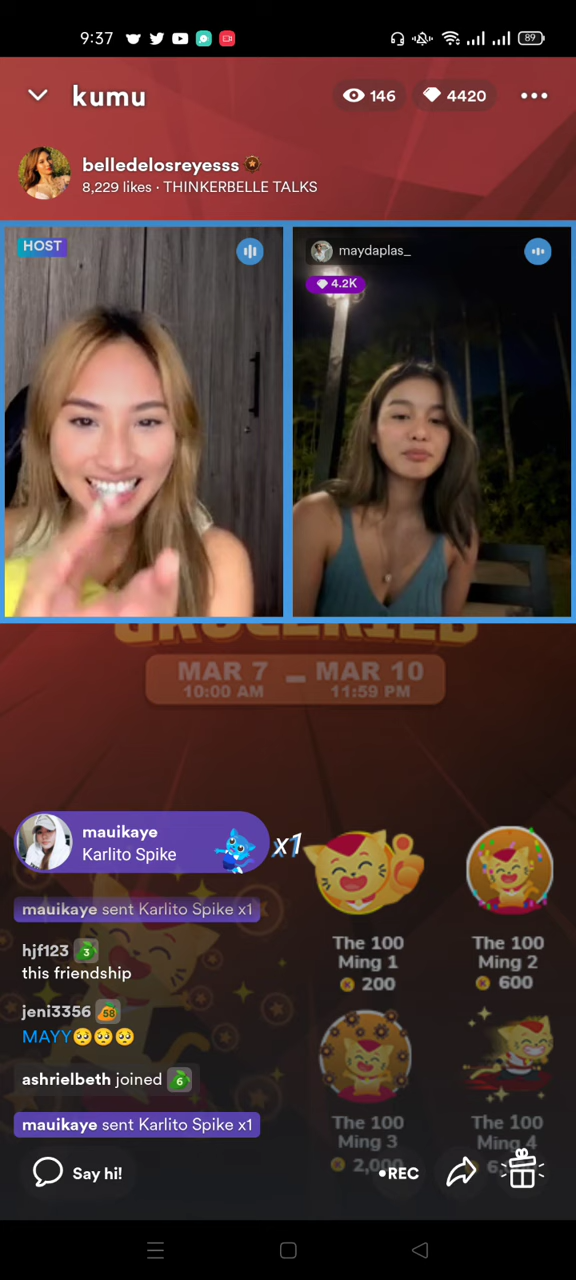 9:37
89
kumu
146
4420
belledelosreyesss
8,229 likes · THINKERBELLE TALKS
HOST
maydaplas_
4.2K
MAR 7 – MAR 10
10:00 AM 11:59 PM
mauikaye
Karlito Spike
x1
mauikaye sent Karlito Spike x1
hjf123 3
this friendship
jeni3356 58
MAYY🥺🥺🥺
ashrielbeth joined 6
mauikaye sent Karlito Spike x1
The 100
Ming 1
200
The 100
Ming 2
600
The 100
Ming 3
2,000
The 100
Ming 4
Say hi!
•REC